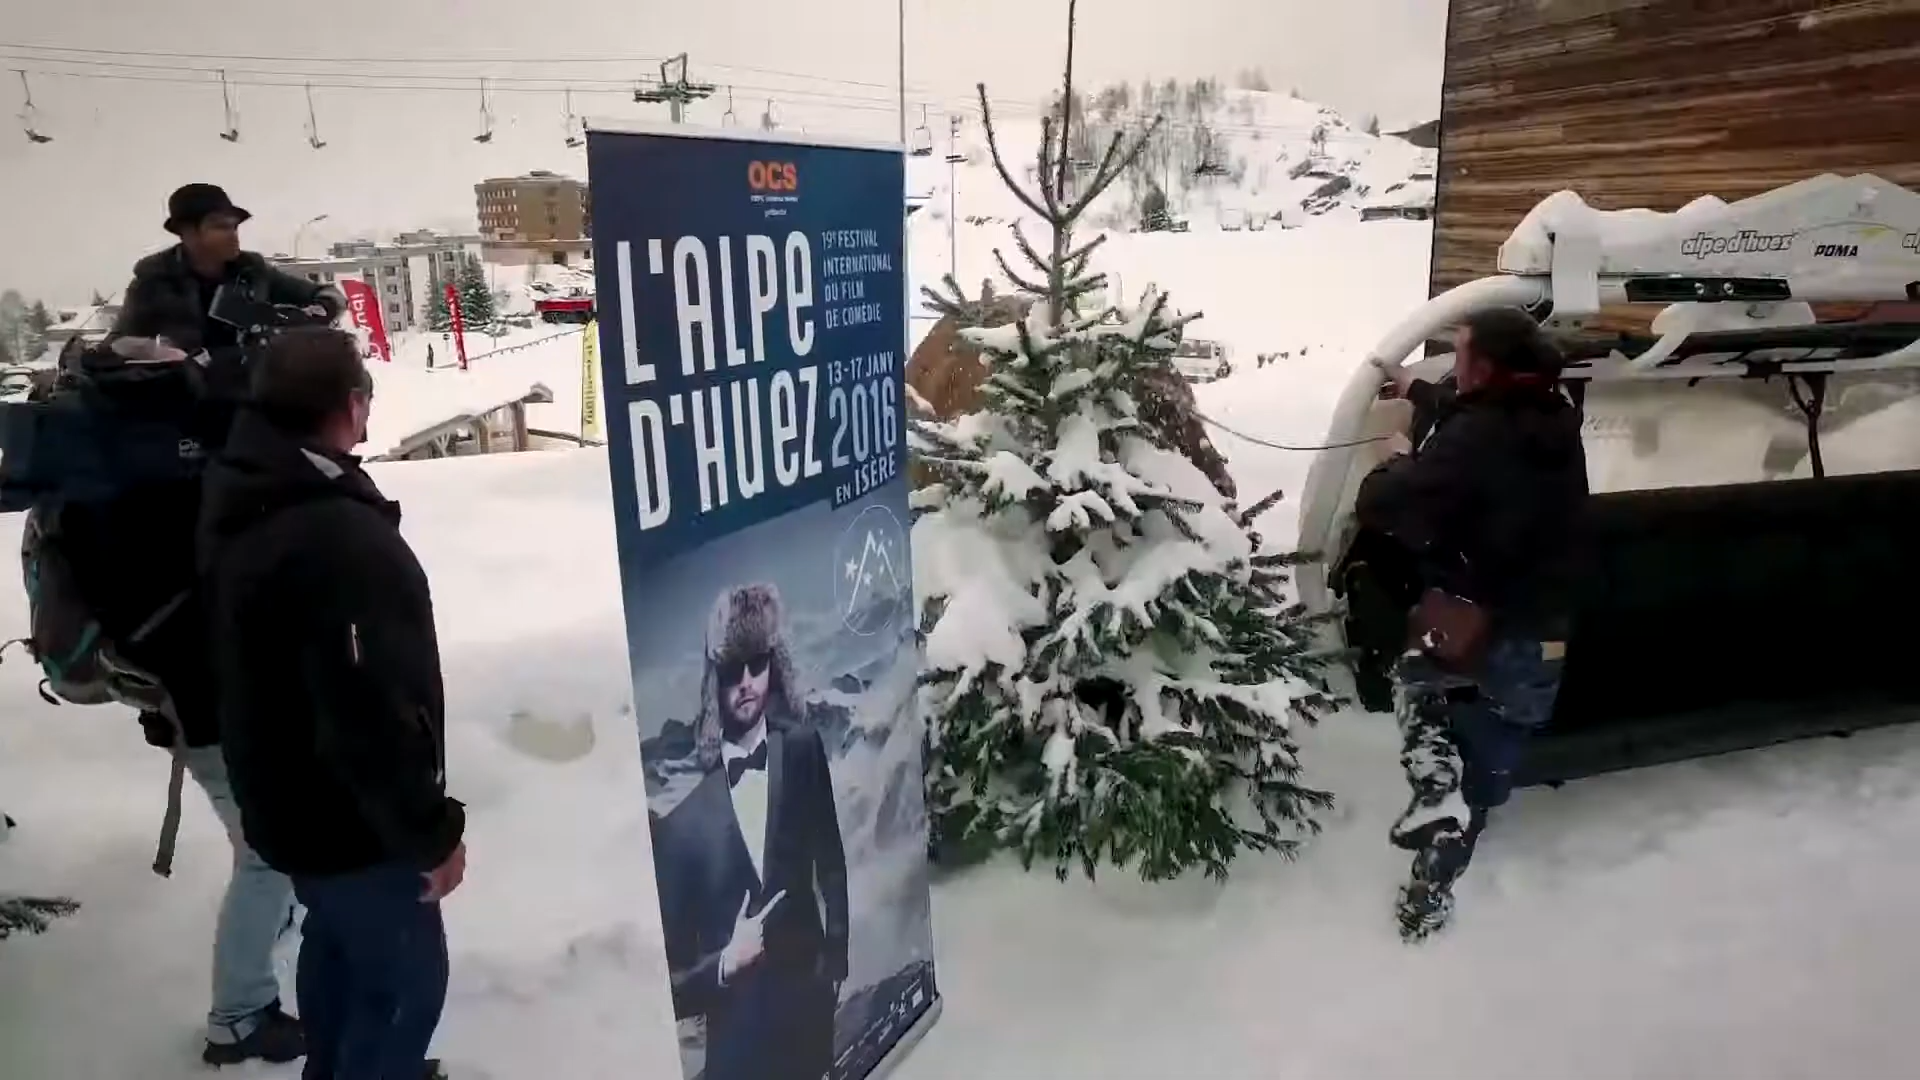 OCS
L'ALPE
D'HUEZ
19E FESTIVAL
INTERNATIONAL
DU FILM
DE COMÉDIE
13-17 JANV
2016
EN ISÈRE
alpe d'huez
POMA